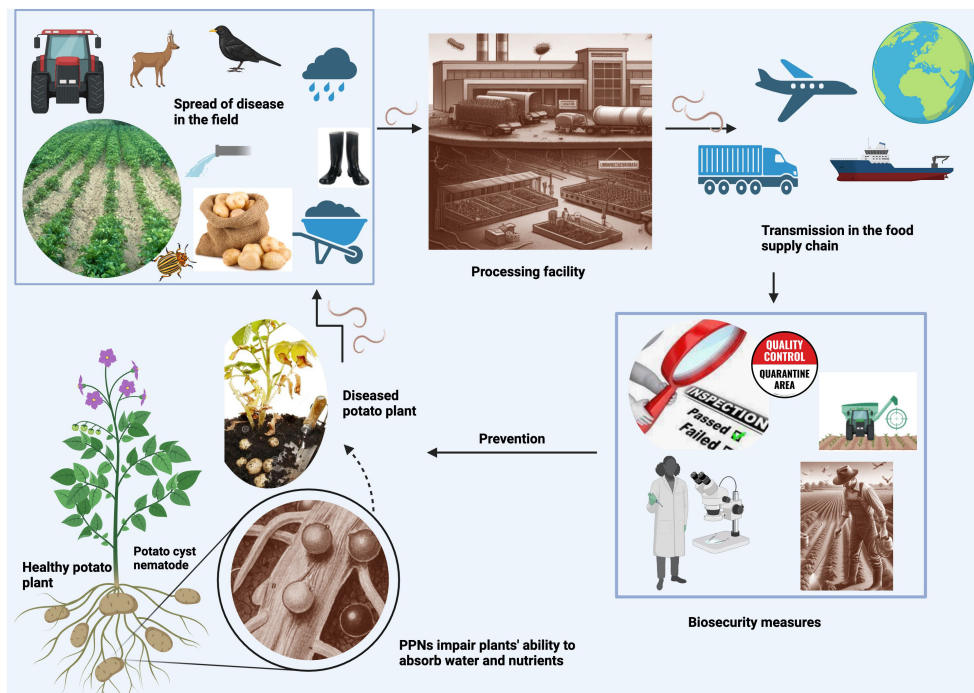 Spread of disease
in the field
Processing facility
Transmission in the food
supply chain
QUALITY
CONTROL
QUARANTINE
AREA
INSPECTION
Passed
Failed
Diseased
potato plant
Prevention
Potato cyst
nematode
Healthy potato
plant
PPNs impair plants' ability to
absorb water and nutrients
Biosecurity measures